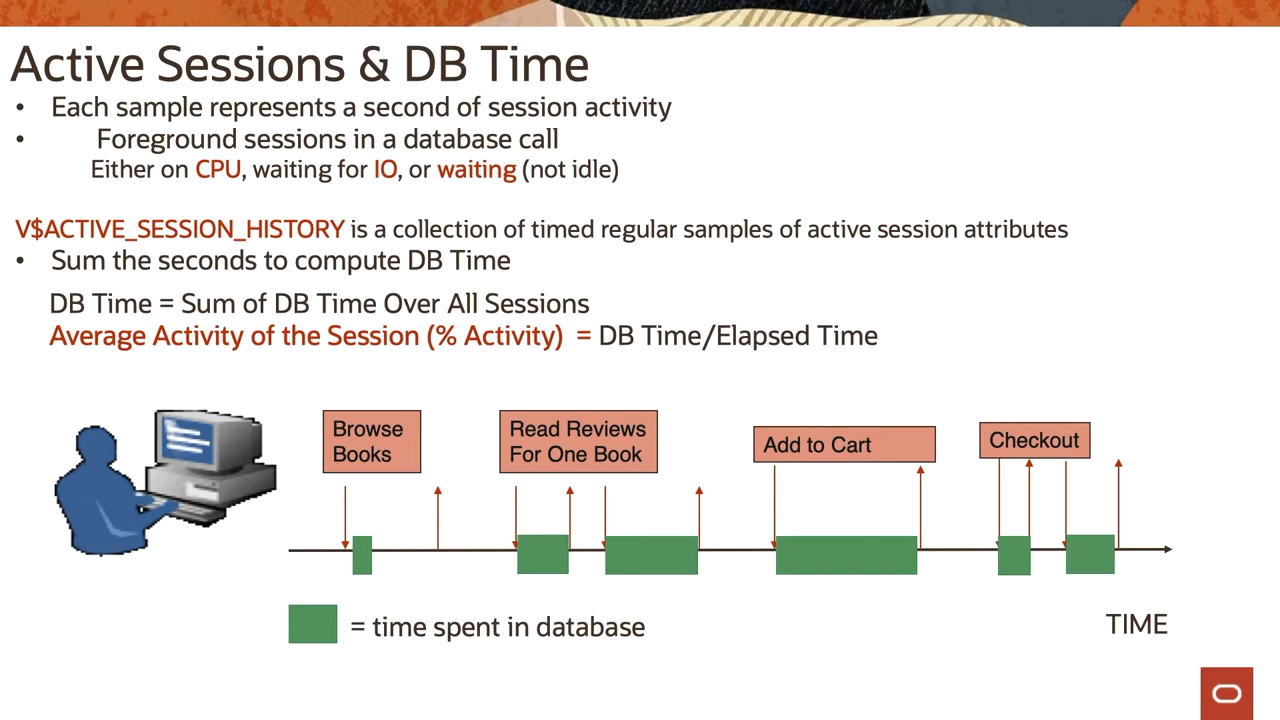 Active Sessions & DB Time
• Each sample represents a second of session activity
• Foreground sessions in a database call
Either on CPU, waiting for IO, or waiting (not idle)
V$ACTIVE_SESSION_HISTORY is a collection of timed regular samples of active session attributes
• Sum the seconds to compute DB Time
DB Time = Sum of DB Time Over All Sessions
Average Activity of the Session (% Activity) = DB Time/Elapsed Time
Browse
Books
Read Reviews
For One Book
Add to Cart
Checkout
= time spent in database
TIME